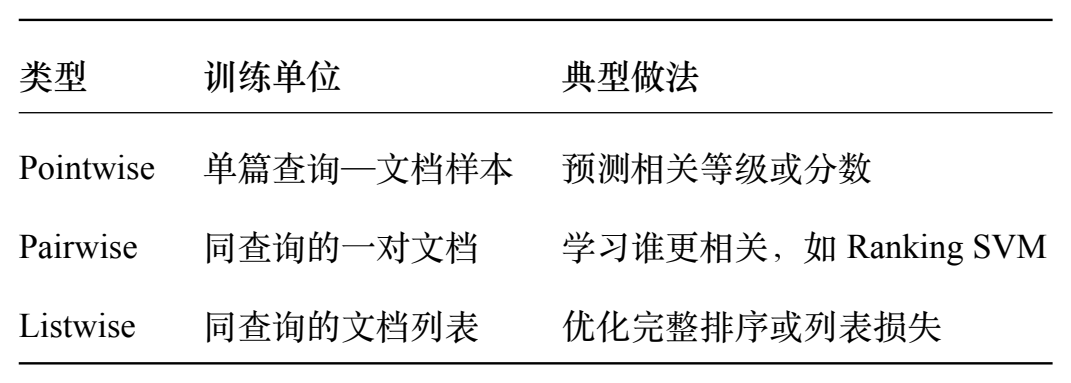 类型 训练单位 典型做法
Pointwise 单篇查询—文档样本 预测相关等级或分数
Pairwise 同查询的一对文档 学习谁更相关，如 Ranking SVM
Listwise 同查询的文档列表 优化完整排序或列表损失